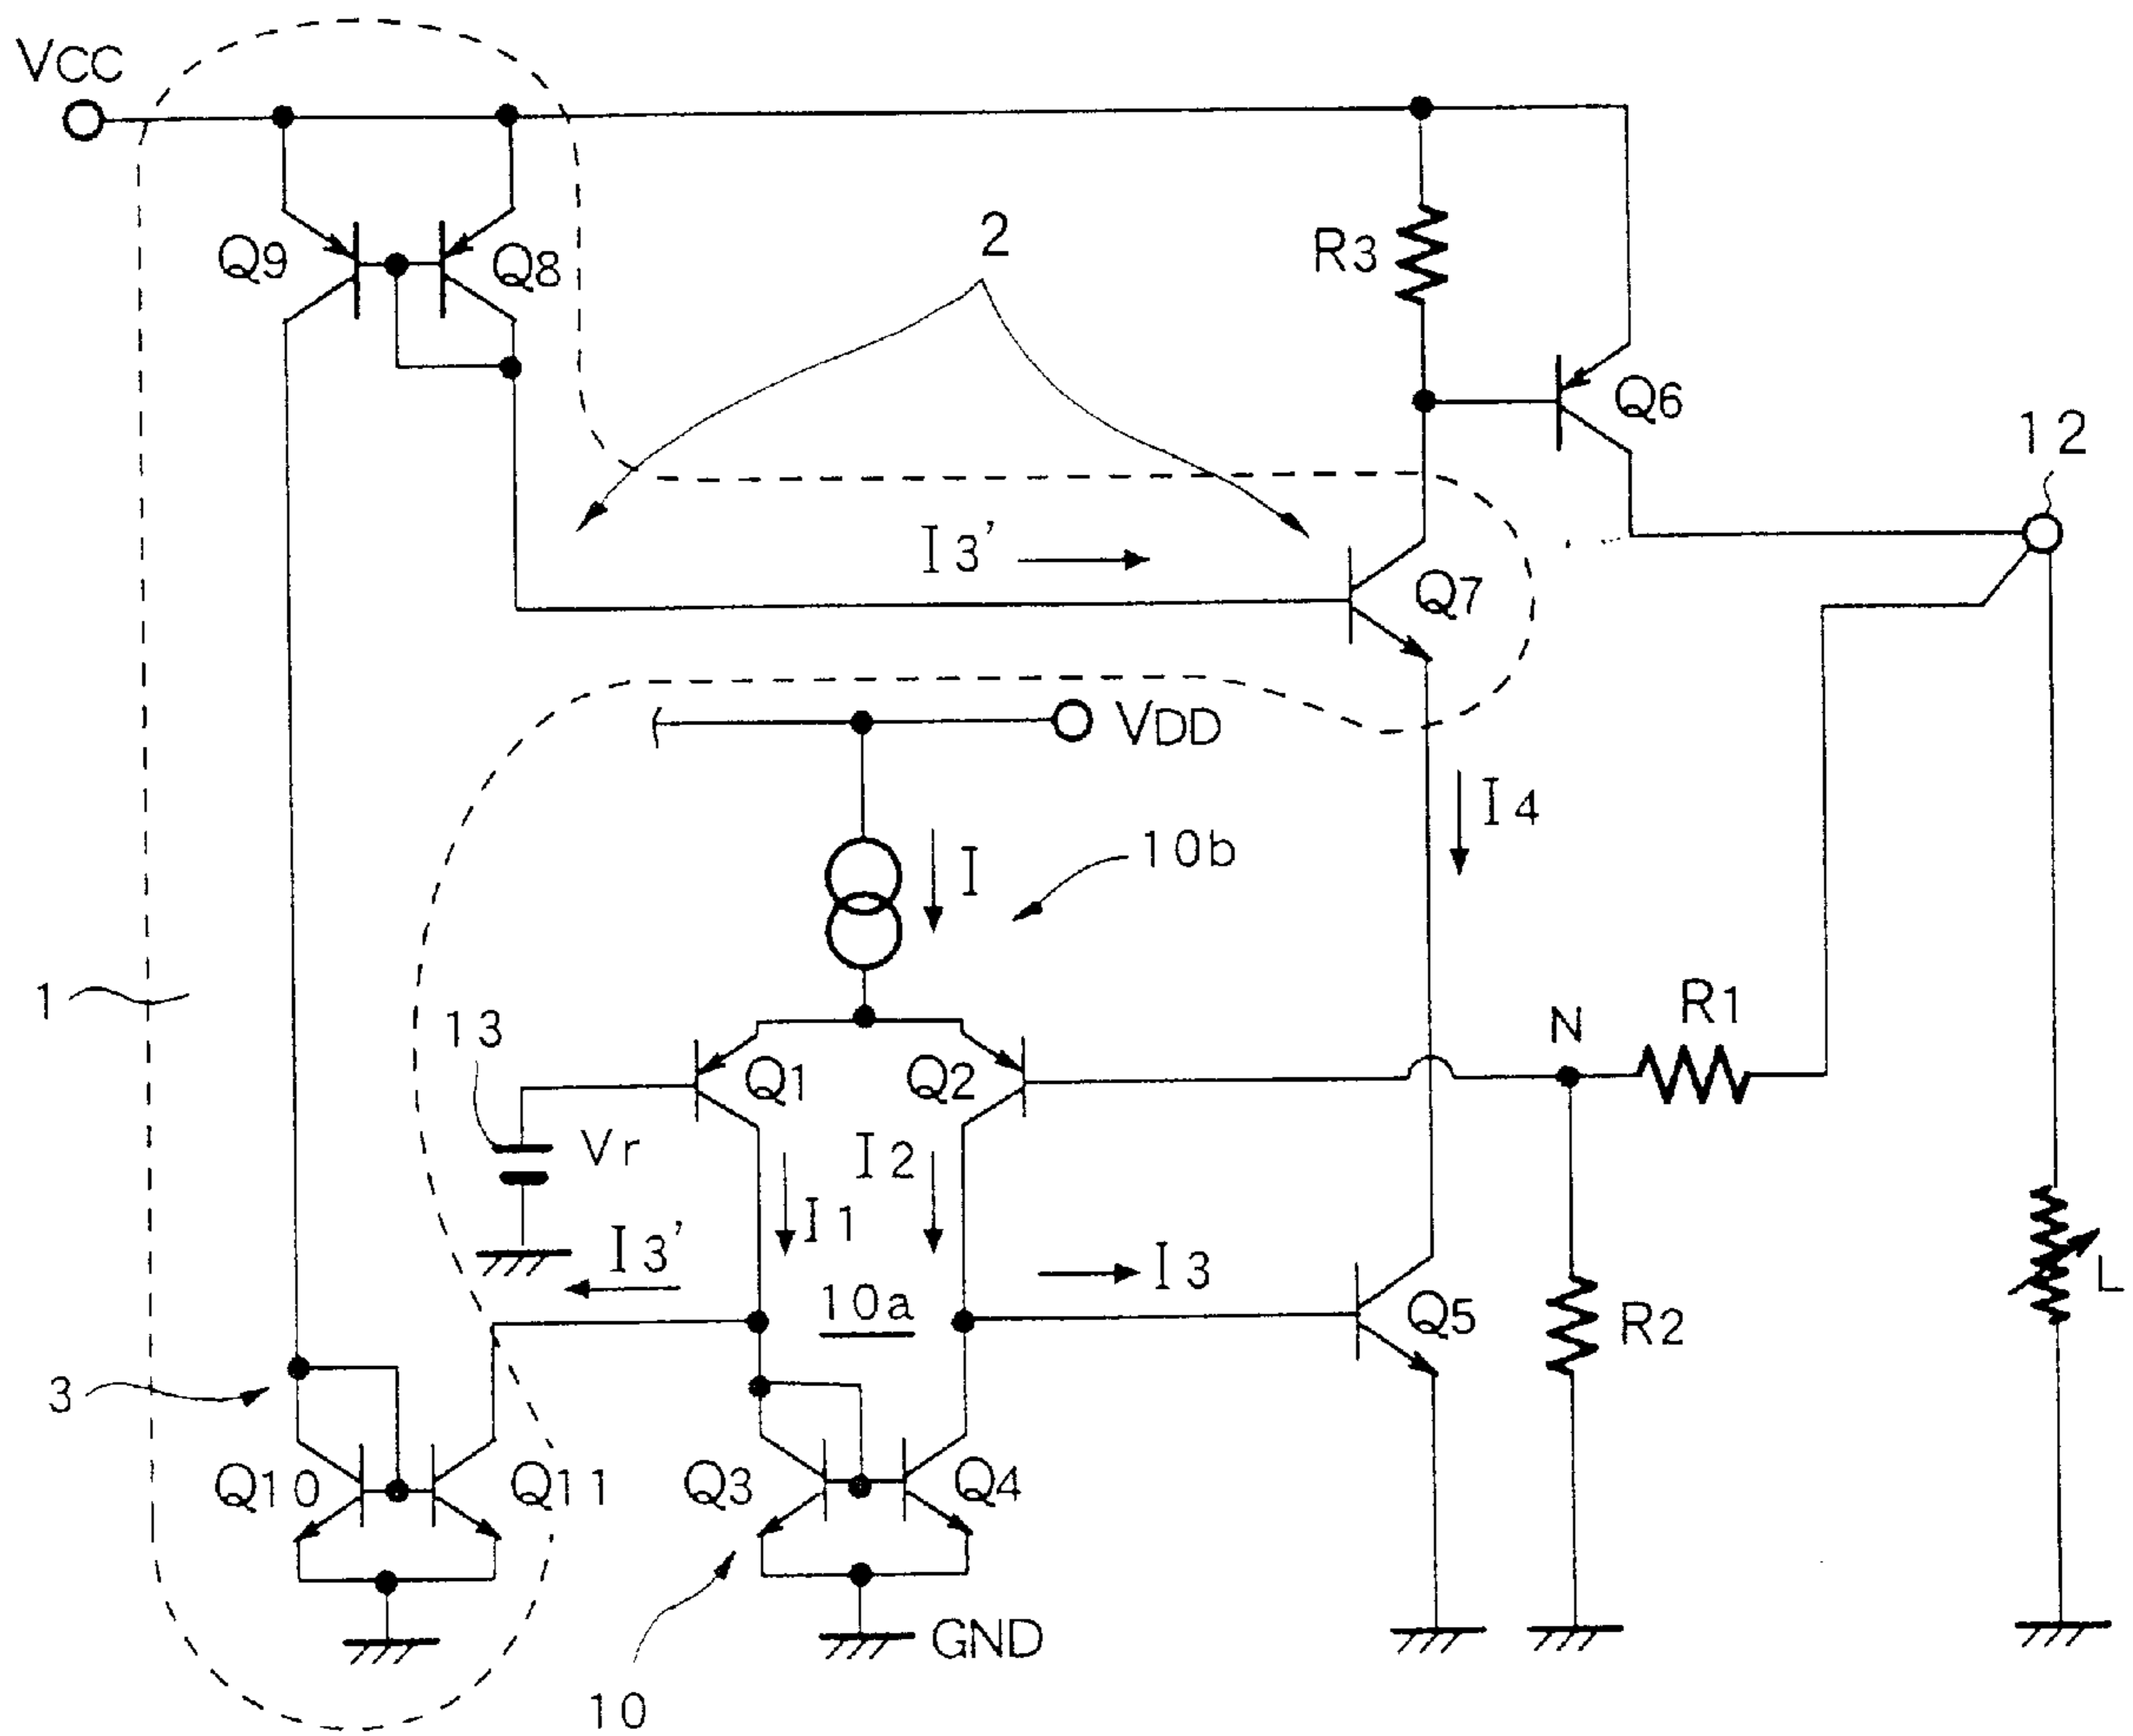 VCC
2
Q9
Q8
R3
Q6
12
I3'
Q7
VDD
I4
I
10b
1
13
N
R1
Q1
Q2
Vr
I2
I1
I3'
I3
10a
Q5
R2
L
3
Q10
Q11
Q3
Q4
GND
10